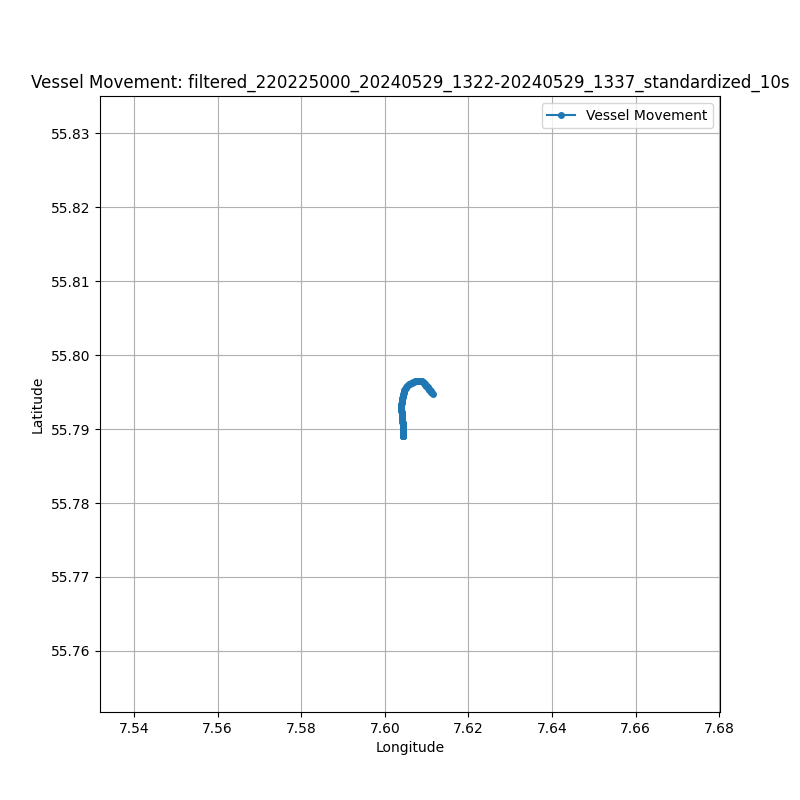 Vessel Movement: filtered_220225000_20240529_1322-20240529_1337_standardized_10s
Vessel Movement
55.83
55.82
55.81
55.80
55.79
55.78
55.77
55.76
Latitude
7.54 7.56 7.58 7.60 7.62 7.64 7.66 7.68
Longitude